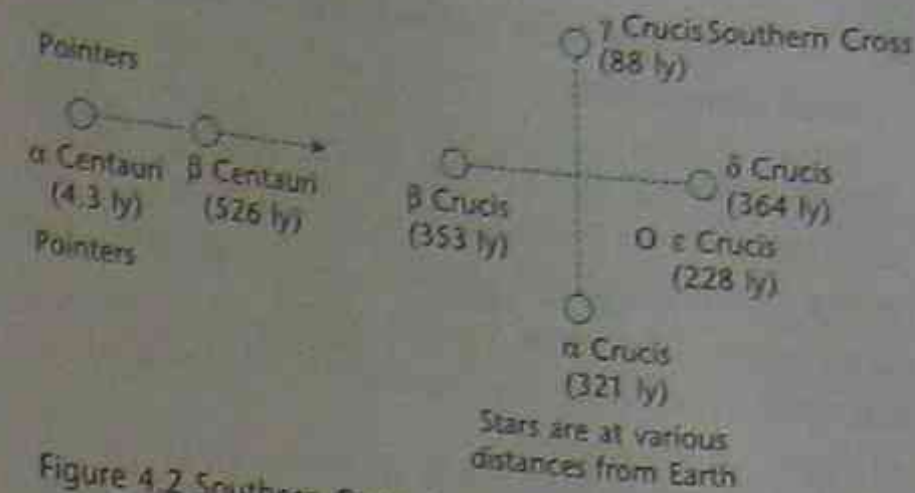 Pointers
γ Crucis Southern Cross
(88 ly)
α Centauri
(4.3 ly)
β Centauri
(526 ly)
Pointers
β Crucis
(353 ly)
δ Crucis
(364 ly)
ε Crucis
(228 ly)
α Crucis
(321 ly)
Stars are at various
distances from Earth
Figure 4.2 Southern